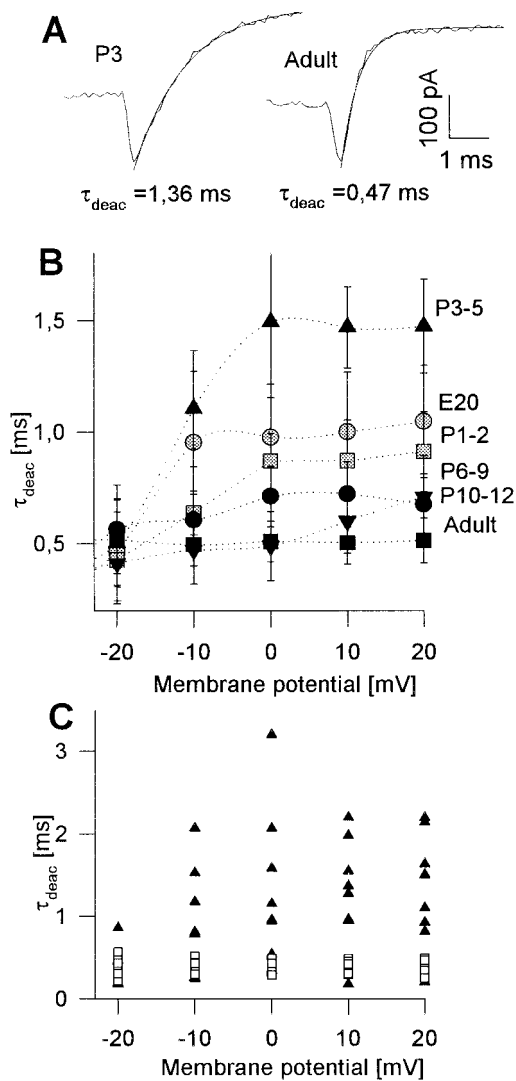 A
P3
Adult
100 pA
1 ms
τdeac =1,36 ms
τdeac =0,47 ms
B
τdeac [ms]
1,5
1,0
0,5
P3-5
E20
P1-2
P6-9
P10-12
Adult
-20 -10 0 10 20
Membrane potential [mV]
C
τdeac [ms]
3
2
1
0
-20 -10 0 10 20
Membrane potential [mV]